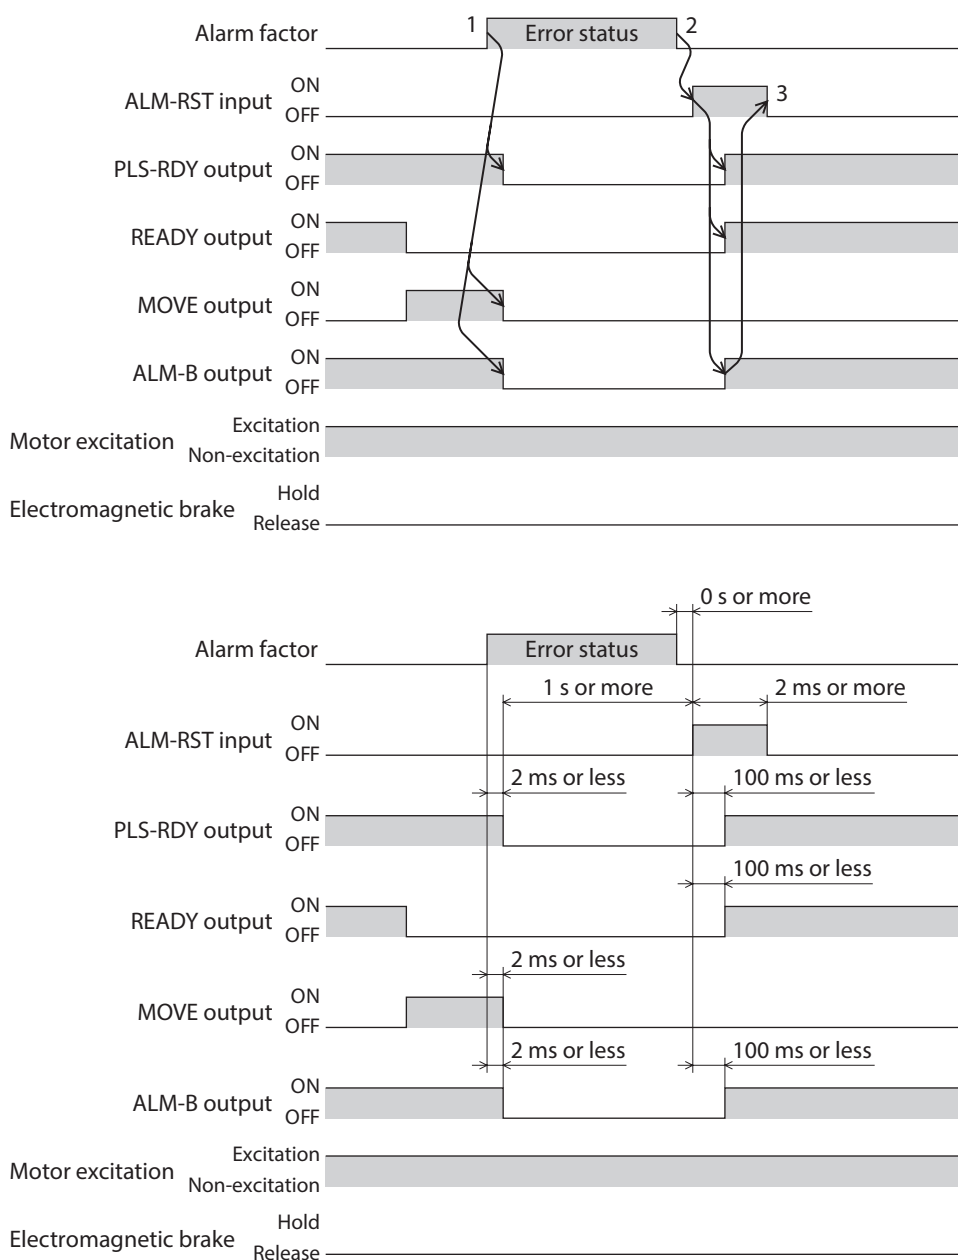 Alarm factor 1 Error status 2
ON
ALM-RST input 3
OFF
ON
PLS-RDY output
OFF
ON
READY output
OFF
ON
MOVE output
OFF
ON
ALM-B output
OFF
Excitation
Motor excitation
Non-excitation
Hold
Electromagnetic brake
Release
0 s or more
Alarm factor Error status
1 s or more 2 ms or more
ON
ALM-RST input
OFF
2 ms or less 100 ms or less
ON
PLS-RDY output
OFF
100 ms or less
ON
READY output
OFF
2 ms or less
ON
MOVE output
OFF
2 ms or less 100 ms or less
ON
ALM-B output
OFF
Excitation
Motor excitation
Non-excitation
Hold
Electromagnetic brake
Release